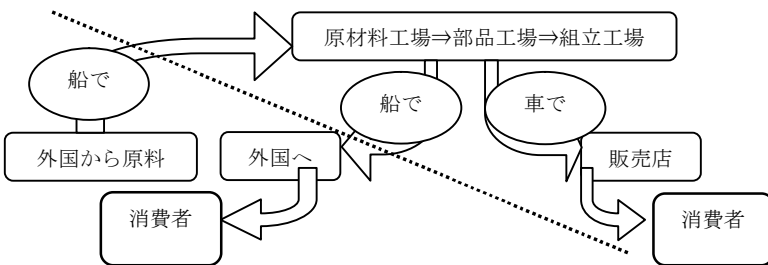 原材料工場⇒部品工場⇒組立工場
船で
船で
車で
外国から原料
外国へ
販売店
消費者
消費者